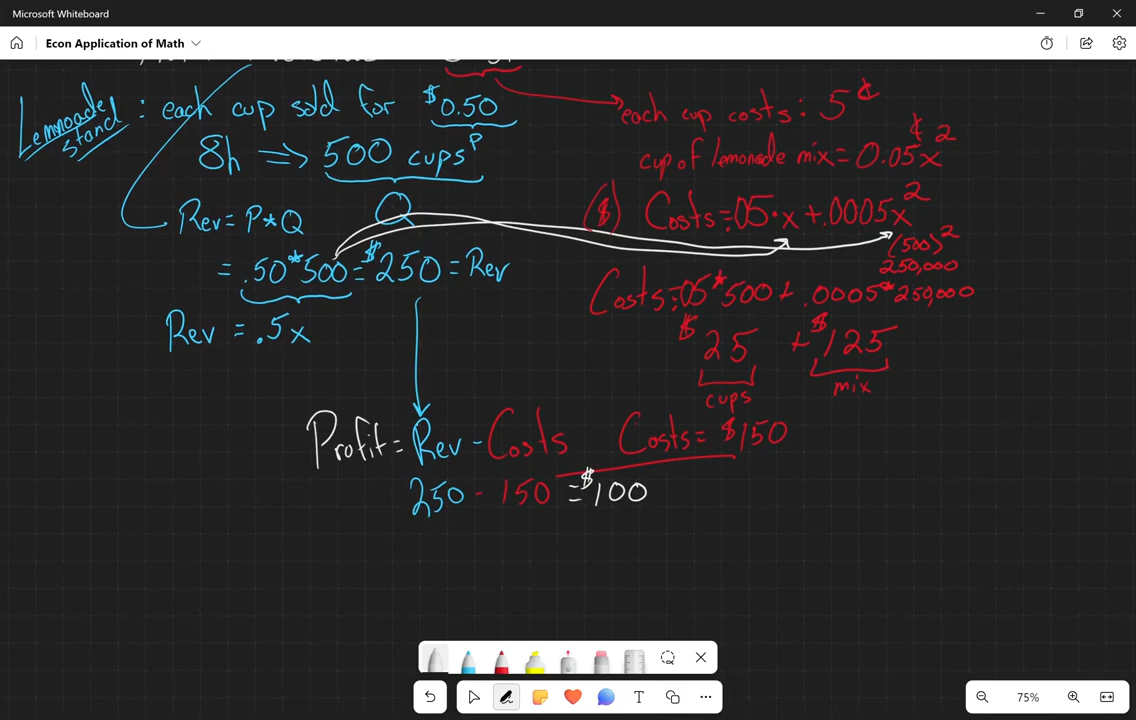 Microsoft Whiteboard
Econ Application of Math
Lemonade Stand : each cup sold for $0.50
8h ⟹ 500 cups
P
Q
Rev = P*Q
= .50*500 = $250 = Rev
Rev = .5x
each cup costs: 5¢
cup of lemonade mix = 0.05x²¢
($) Costs = .05·x + .0005x²
(500)²
250,000
Costs = .05*500 + .0005*250,000
$25 + $125
cups mix
Profit = Rev - Costs Costs = $150
250 - 150 = $100
75%